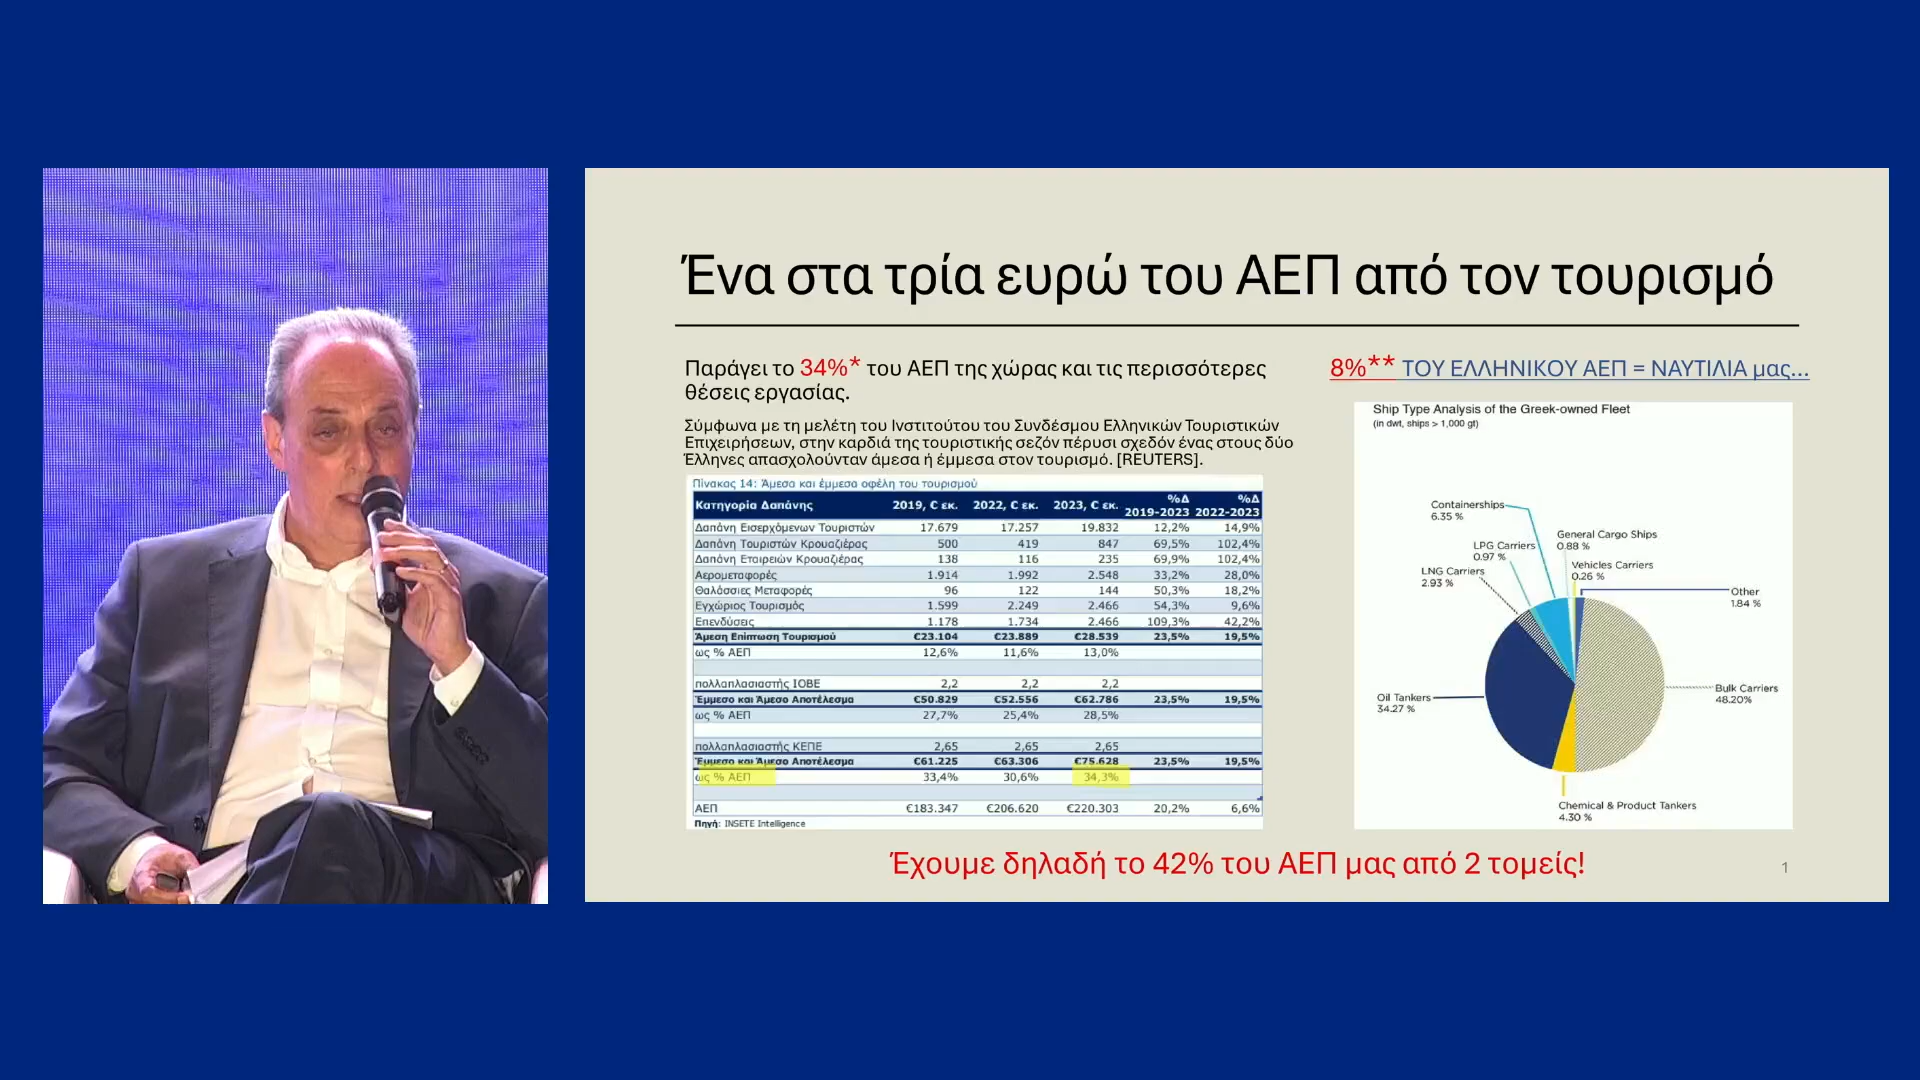 Ένα στα τρία ευρώ του ΑΕΠ από τον τουρισμό
Παράγει το 34%* του ΑΕΠ της χώρας και τις περισσότερες
θέσεις εργασίας.
Σύμφωνα με τη μελέτη του Ινστιτούτου του Συνδέσμου Ελληνικών Τουριστικών
Επιχειρήσεων, στην καρδιά της τουριστικής σεζόν πέρυσι σχεδόν ένας στους δύο
Έλληνες απασχολούνταν άμεσα ή έμμεσα στον τουρισμό. [REUTERS].
Πίνακας 14: Άμεσα και έμμεσα οφέλη του τουρισμού
Κατηγορία Δαπάνης 2019, € εκ. 2022, € εκ. 2023, € εκ. %Δ 2019-2023 %Δ 2022-2023
Δαπάνη Εισερχόμενων Τουριστών 17.679 17.257 19.832 12,2% 14,9%
Δαπάνη Τουριστών Κρουαζιέρας 500 419 847 69,5% 102,4%
Δαπάνη Εταιρειών Κρουαζιέρας 138 116 235 69,9% 102,4%
Αερομεταφορές 1.914 1.992 2.548 33,2% 28,0%
Θαλάσσιες Μεταφορές 96 122 144 50,3% 18,2%
Εγχώριος Τουρισμός 1.599 2.249 2.466 54,3% 9,6%
Επενδύσεις 1.178 1.734 2.466 109,3% 42,2%
Άμεση Επίπτωση Τουρισμού €23.104 €23.889 €28.539 23,5% 19,5%
ως % ΑΕΠ 12,6% 11,6% 13,0%
πολλαπλασιαστής ΙΟΒΕ 2,2 2,2 2,2
Έμμεσο και Άμεσο Αποτέλεσμα €50.829 €52.556 €62.786 23,5% 19,5%
ως % ΑΕΠ 27,7% 25,4% 28,5%
πολλαπλασιαστής ΚΕΠΕ 2,65 2,65 2,65
Έμμεσο και Άμεσο Αποτέλεσμα €61.225 €63.306 €75.628 23,5% 19,5%
ως % ΑΕΠ 33,4% 30,6% 34,3%
ΑΕΠ €183.347 €206.620 €220.303 20,2% 6,6%
Πηγή: INSETE Intelligence
8%** ΤΟΥ ΕΛΛΗΝΙΚΟΥ ΑΕΠ = ΝΑΥΤΙΛΙΑ μας...
Ship Type Analysis of the Greek-owned Fleet
(in dwt, ships > 1,000 gt)
Containerships
6.35 %
General Cargo Ships
0.88 %
LPG Carriers
0.97 %
Vehicles Carriers
0.26 %
LNG Carriers
2.93 %
Other
1.84 %
Oil Tankers
34.27 %
Bulk Carriers
48.20%
Chemical & Product Tankers
4.30 %
Έχουμε δηλαδή το 42% του ΑΕΠ μας από 2 τομείς!
1